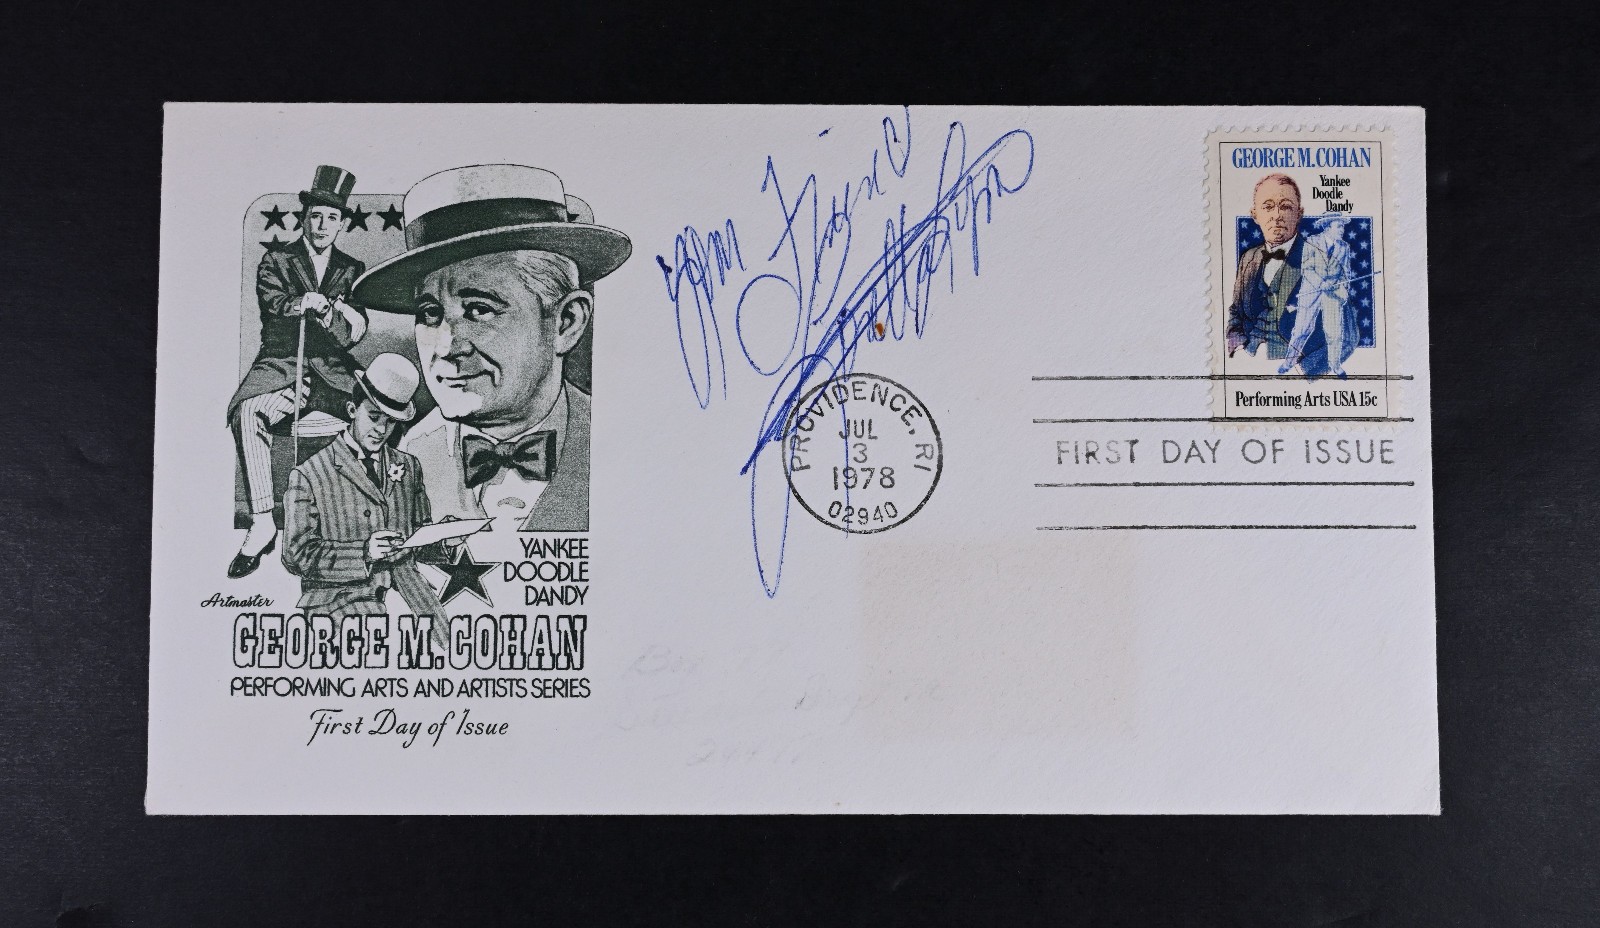 GEORGE M. COHAN
Yankee
Doodle
Dandy
Performing Arts USA 15c
PROVIDENCE, RI
JUL
3
1978
02940
FIRST DAY OF ISSUE
YANKEE
DOODLE
DANDY
Artmaster
GEORGE M. COHAN
PERFORMING ARTS AND ARTISTS SERIES
First Day of Issue